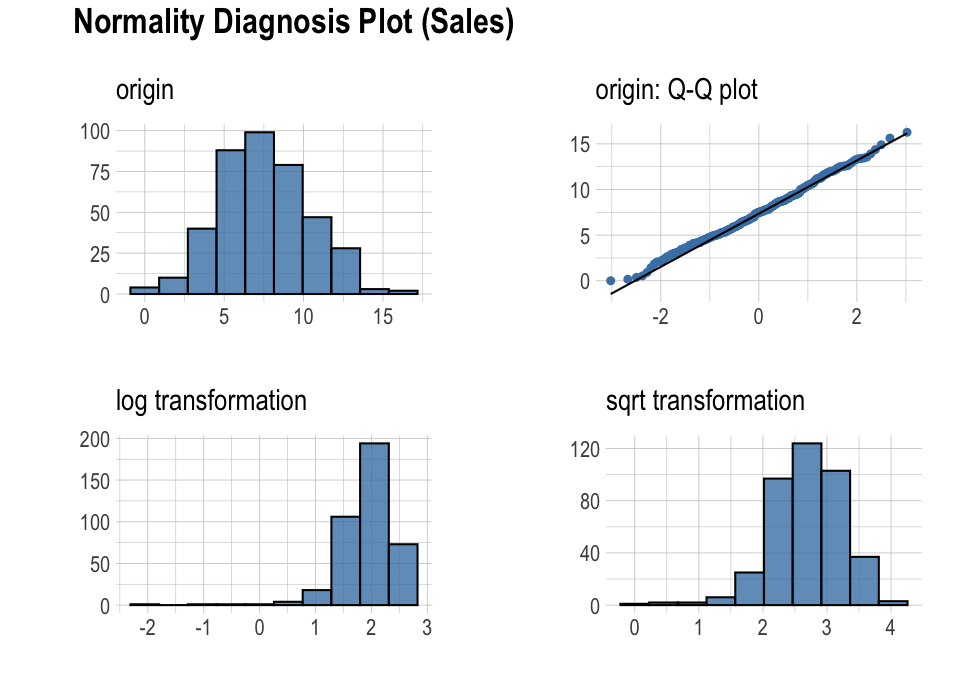 Normality Diagnosis Plot (Sales)
origin
100
75
50
25
0
0 5 10 15
origin: Q-Q plot
15
10
5
0
-2 0 2
log transformation
200
150
100
50
0
-2 -1 0 1 2 3
sqrt transformation
120
80
40
0
0 1 2 3 4